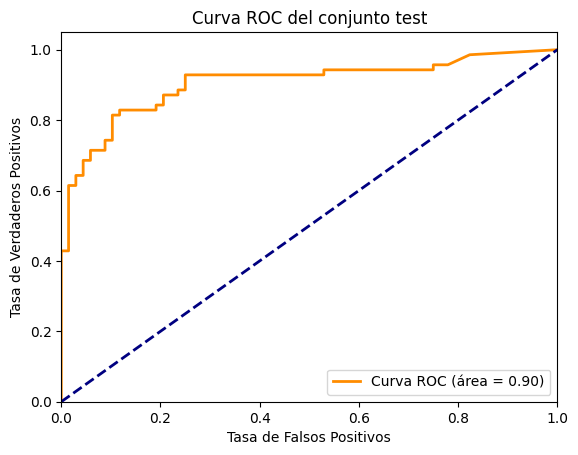 Curva ROC del conjunto test
Tasa de Verdaderos Positivos
1.0
0.8
0.6
0.4
0.2
0.0
Curva ROC (área = 0.90)
0.0 0.2 0.4 0.6 0.8 1.0
Tasa de Falsos Positivos